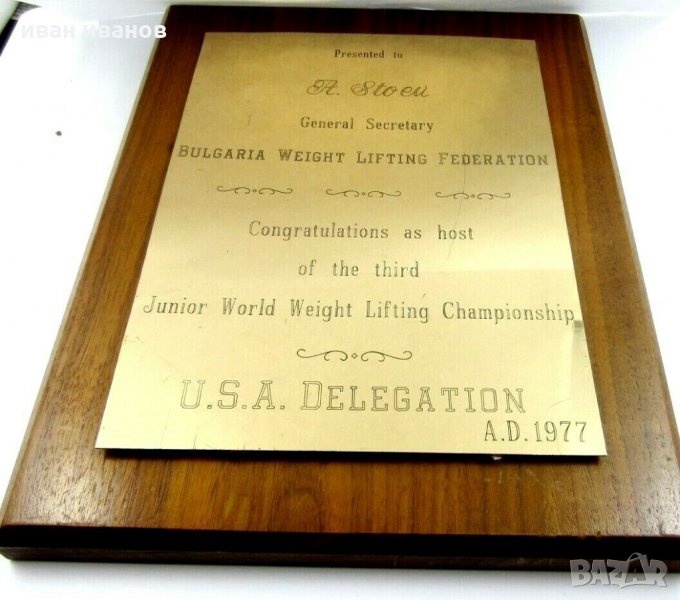 иван иванов
Presented to
A. Stoeu
General Secretary
BULGARIA WEIGHT LIFTING FEDERATION
Congratulations as host
of the third
Junior World Weight Lifting Championship
U.S.A. DELEGATION
A.D. 1977
BAZAR